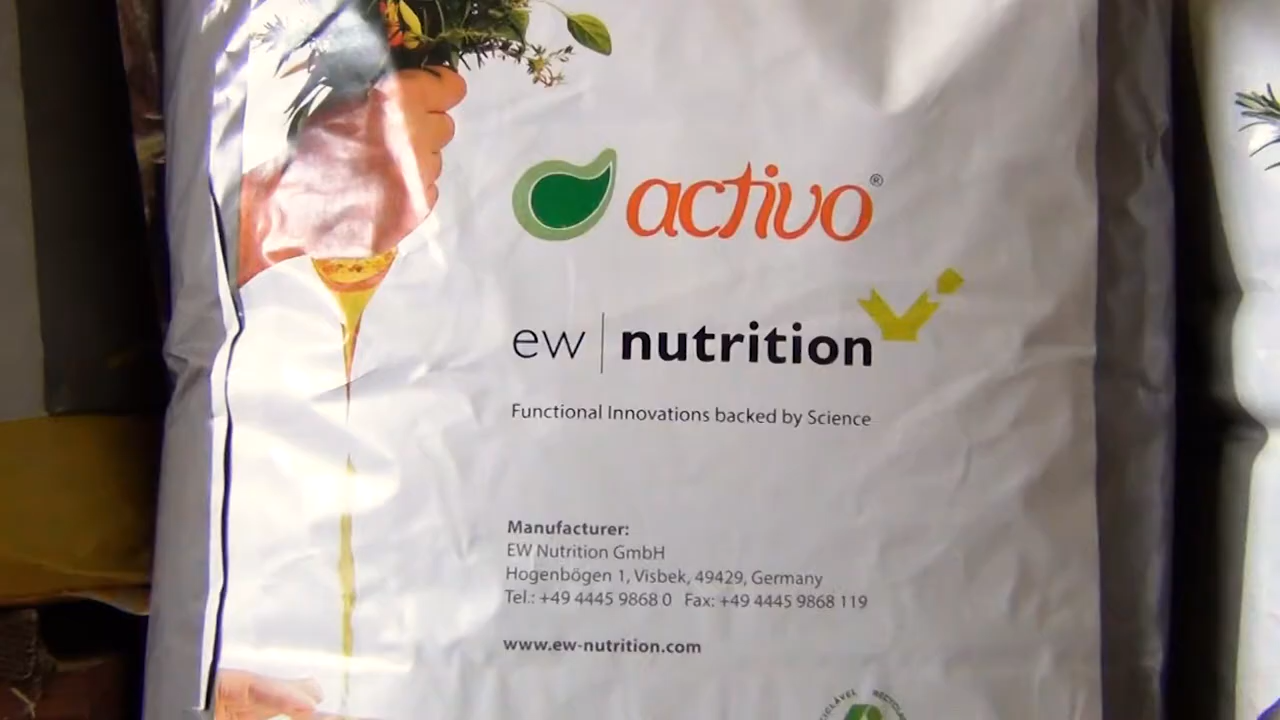 activo®
ew | nutrition
Functional Innovations backed by Science
Manufacturer:
EW Nutrition GmbH
Hogenbögen 1, Visbek, 49429, Germany
Tel.: +49 4445 9868 0 Fax: +49 4445 9868 119
www.ew-nutrition.com